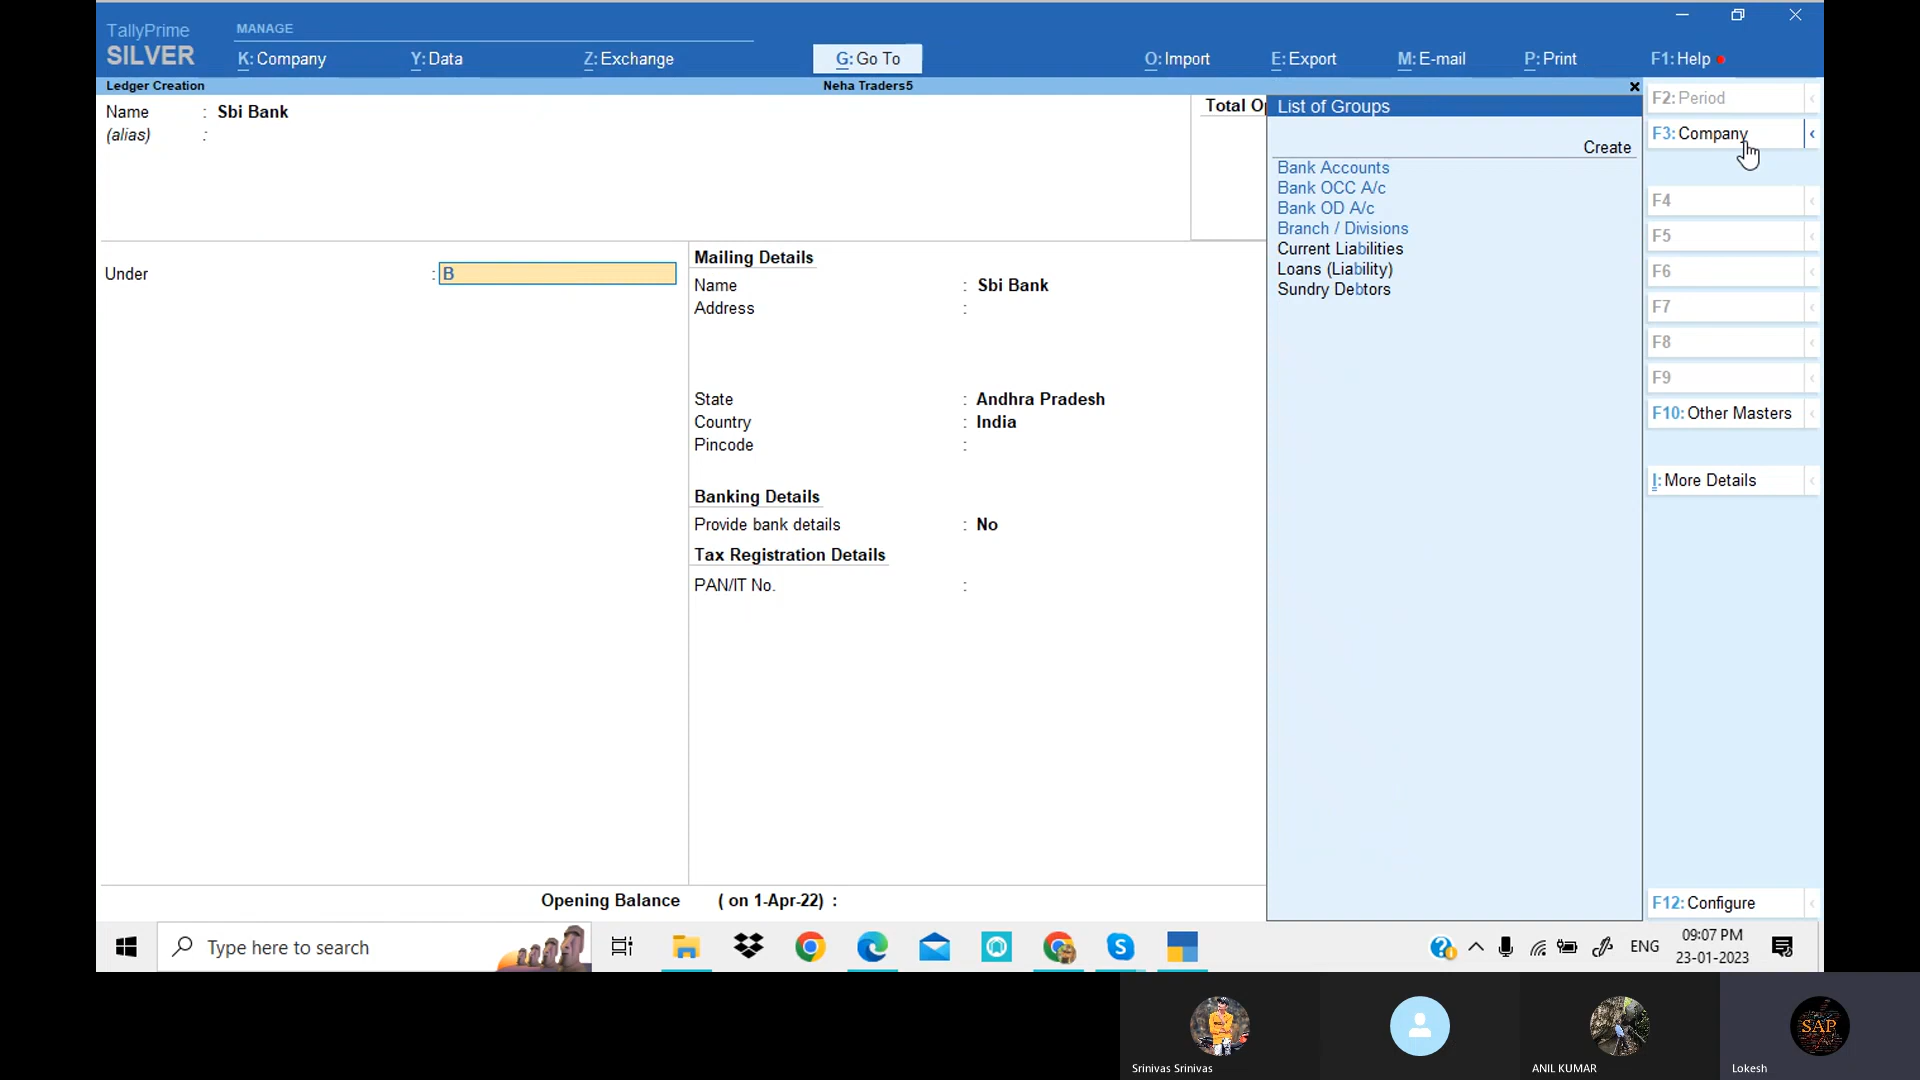 TallyPrime
SILVER
MANAGE
K: Company
Y: Data
Z: Exchange
G: Go To
O: Import
E: Export
M: E-mail
P: Print
F1: Help
Ledger Creation
Neha Traders5
Name : Sbi Bank
(alias) :
Total Op
Under : B
Mailing Details
Name : Sbi Bank
Address :
State : Andhra Pradesh
Country : India
Pincode :
Banking Details
Provide bank details : No
Tax Registration Details
PAN/IT No. :
Opening Balance ( on 1-Apr-22) :
List of Groups
Create
Bank Accounts
Bank OCC A/c
Bank OD A/c
Branch / Divisions
Current Liabilities
Loans (Liability)
Sundry Debtors
F2: Period
F3: Company
F4
F5
F6
F7
F8
F9
F10: Other Masters
I: More Details
F12: Configure
Type here to search
ENG
09:07 PM
23-01-2023
SAP
Srinivas Srinivas
ANIL KUMAR
Lokesh